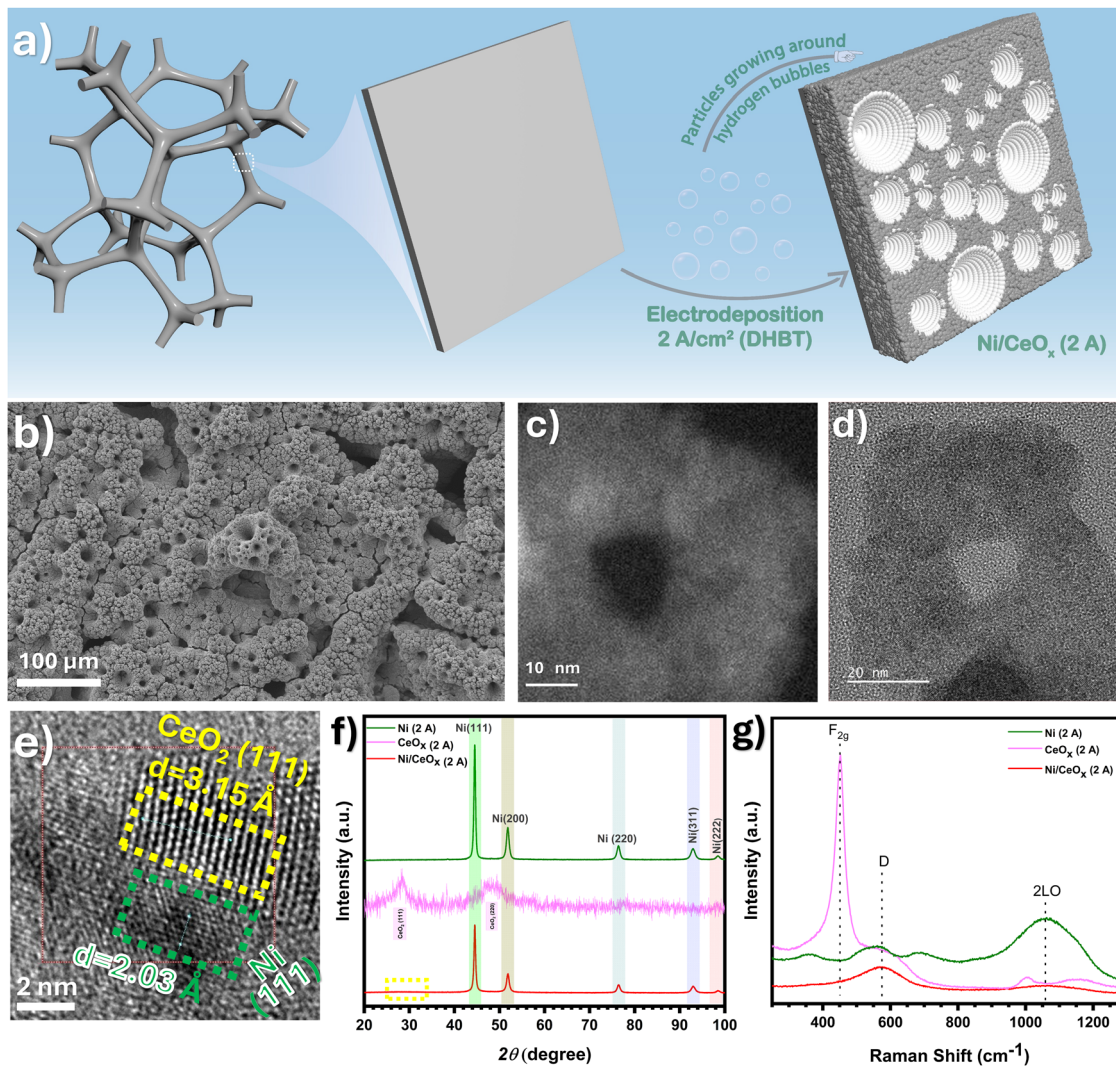 a)
Particles growing around
hydrogen bubbles
Electrodeposition
2 A/cm² (DHBT)
Ni/CeOₓ (2 A)
b)
100 µm
c)
10 nm
d)
20 nm
e)
CeO₂ (111)
d=3.15 Å
d=2.03 Å
Ni
(111)
2 nm
f)
Ni (2 A)
CeOₓ (2 A)
Ni/CeOₓ (2 A)
Ni(111)
Ni(200)
Ni (220)
Ni(311)
Ni(222)
CeO₂ (111)
CeO₂ (220)
Intensity (a.u.)
20 30 40 50 60 70 80 90 100
2θ (degree)
g)
F₂g
D
2LO
Ni (2 A)
CeOₓ (2 A)
Ni/CeOₓ (2 A)
Intensity (a.u.)
400 600 800 1000 1200
Raman Shift (cm⁻¹)